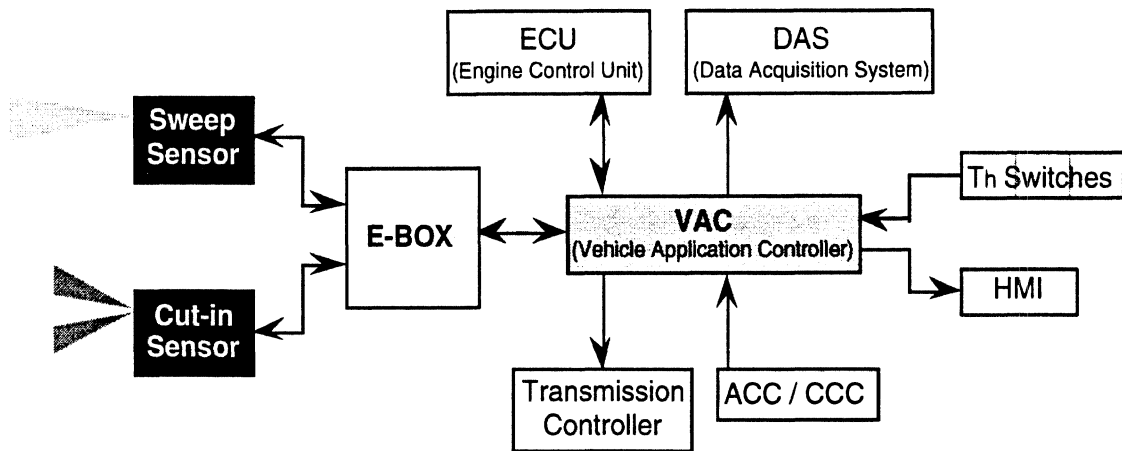 ECU
(Engine Control Unit)
DAS
(Data Acquisition System)
Sweep
Sensor
Th Switches
E-BOX
VAC
(Vehicle Application Controller)
HMI
Cut-in
Sensor
Transmission
Controller
ACC / CCC